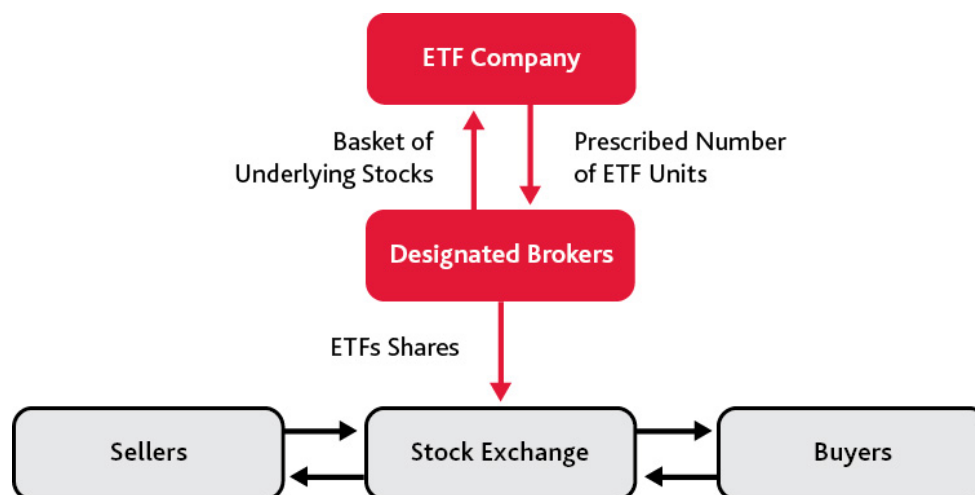 ETF Company
Basket of
Underlying Stocks
Prescribed Number
of ETF Units
Designated Brokers
ETFs Shares
Sellers
Stock Exchange
Buyers